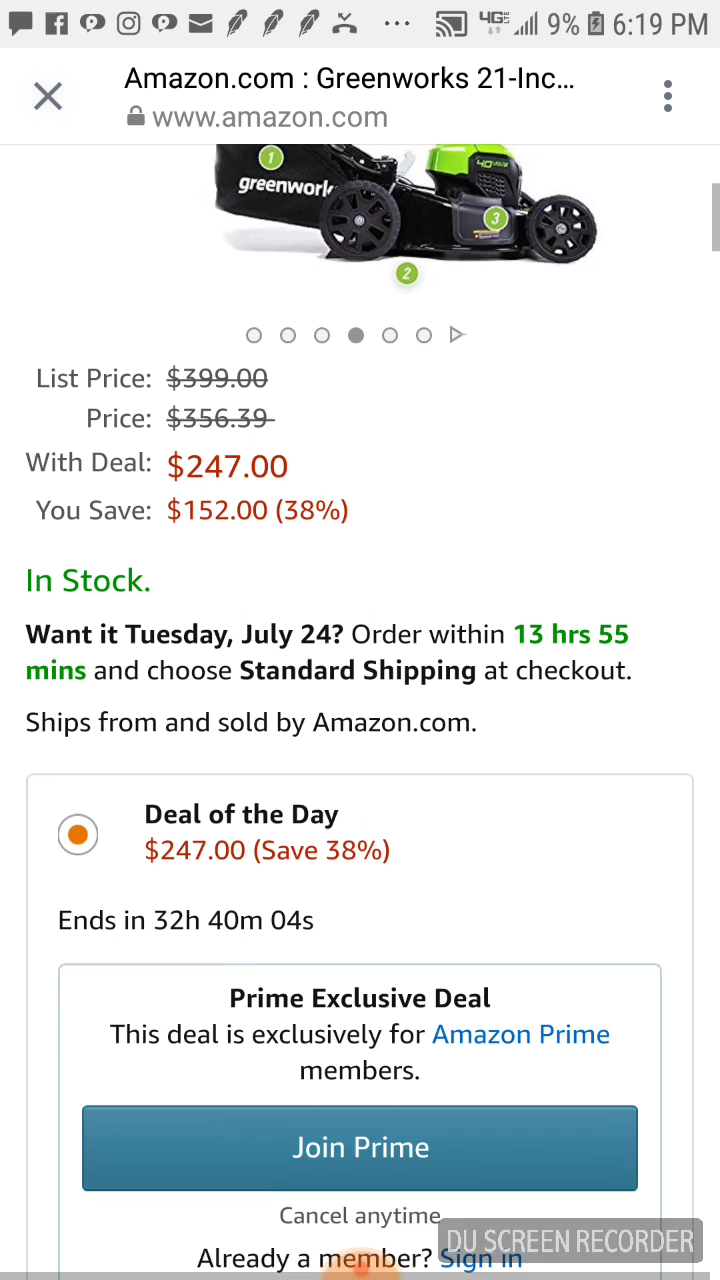 4GE 9% 6:19 PM
Amazon.com : Greenworks 21-Inc...
www.amazon.com
1
greenwork
40
3
2
List Price: $399.00
Price: $356.39
With Deal: $247.00
You Save: $152.00 (38%)
In Stock.
Want it Tuesday, July 24? Order within 13 hrs 55
mins and choose Standard Shipping at checkout.
Ships from and sold by Amazon.com.
Deal of the Day
$247.00 (Save 38%)
Ends in 32h 40m 04s
Prime Exclusive Deal
This deal is exclusively for Amazon Prime
members.
Join Prime
Cancel anytime
DU SCREEN RECORDER
Already a member? Sign in